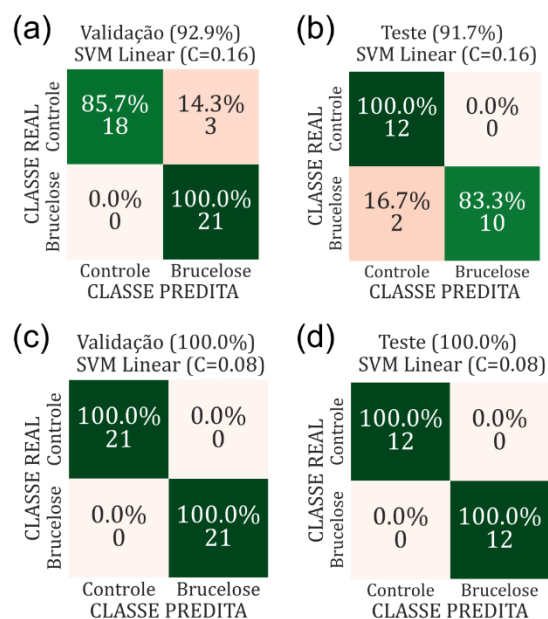 (a)
Validação (92.9%)
SVM Linear (C=0.16)
CLASSE REAL
Controle
Brucelose
85.7%
18
14.3%
3
0.0%
0
100.0%
21
Controle
Brucelose
CLASSE PREDITA
(b)
Teste (91.7%)
SVM Linear (C=0.16)
CLASSE REAL
Controle
Brucelose
100.0%
12
0.0%
0
16.7%
2
83.3%
10
Controle
Brucelose
CLASSE PREDITA
(c)
Validação (100.0%)
SVM Linear (C=0.08)
CLASSE REAL
Controle
Brucelose
100.0%
21
0.0%
0
0.0%
0
100.0%
21
Controle
Brucelose
CLASSE PREDITA
(d)
Teste (100.0%)
SVM Linear (C=0.08)
CLASSE REAL
Controle
Brucelose
100.0%
12
0.0%
0
0.0%
0
100.0%
12
Controle
Brucelose
CLASSE PREDITA